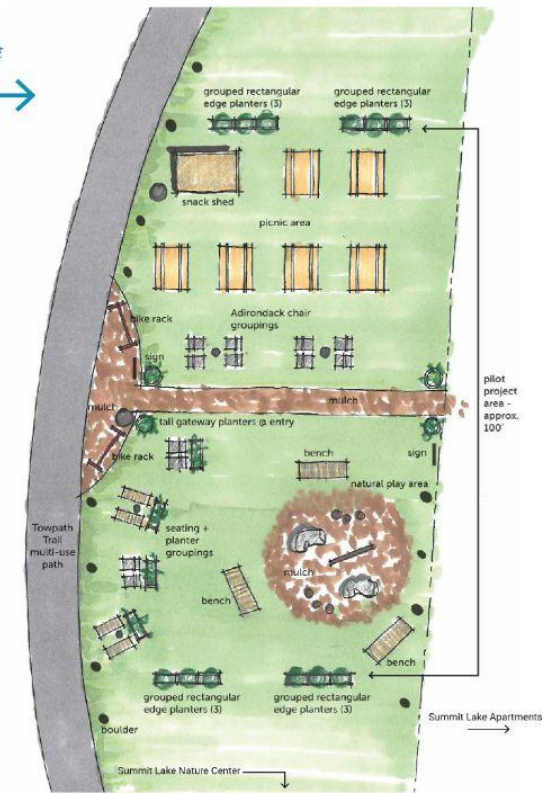 grouped rectangular
edge planters (3)
grouped rectangular
edge planters (3)
snack shed
picnic area
Adirondack chair
groupings
bike rack
sign
pilot
project
area -
approx.
100'
mulch
mulch
tall gateway planters @ entry
bike rack
bench
sign
natural play area
Towpath
Trail
multi-use
path
seating +
planter
groupings
mulch
bench
bench
grouped rectangular
edge planters (3)
grouped rectangular
edge planters (3)
boulder
Summit Lake Apartments
Summit Lake Nature Center